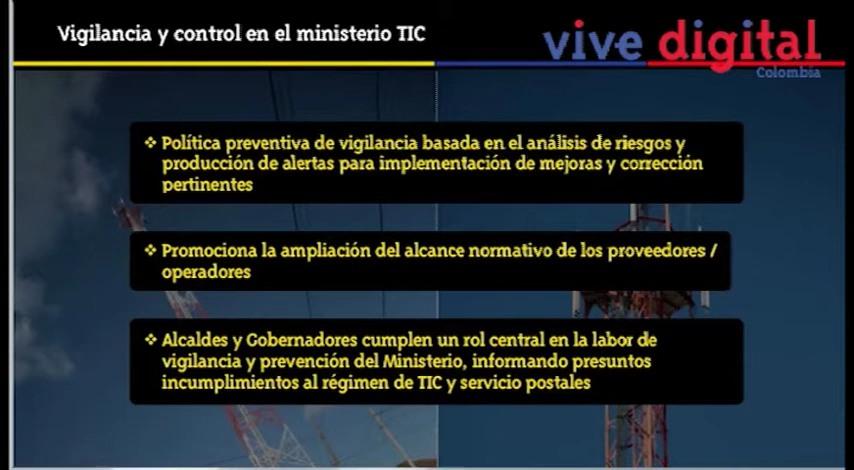 Vigilancia y control en el ministerio TIC
vive digital
Colombia
❖ Política preventiva de vigilancia basada en el análisis de riesgos y
producción de alertas para implementación de mejoras y corrección
pertinentes
❖ Promociona la ampliación del alcance normativo de los proveedores /
operadores
❖ Alcaldes y Gobernadores cumplen un rol central en la labor de
vigilancia y prevención del Ministerio, informando presuntos
incumplimientos al régimen de TIC y servicio postales